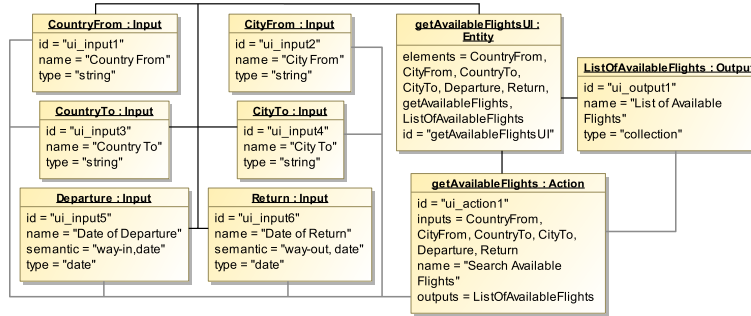 CountryFrom : Input
id = "ui_input1"
name = "Country From"
type = "string"
CityFrom : Input
id = "ui_input2"
name = "City From"
type = "string"
getAvailableFlightsUI :
Entity
elements = CountryFrom,
CityFrom, CountryTo,
CityTo, Departure, Return,
getAvailableFlights,
ListOfAvailableFlights
id = "getAvailableFlightsUI"
ListOfAvailableFlights : Outpu
id = "ui_output1"
name = "List of Available
Flights"
type = "collection"
CountryTo : Input
id = "ui_input3"
name = "Country To"
type = "string"
CityTo : Input
id = "ui_input4"
name = "City To"
type = "string"
Departure : Input
id = "ui_input5"
name = "Date of Departure"
semantic = "way-in,date"
type = "date"
Return : Input
id = "ui_input6"
name = "Date of Return"
semantic = "way-out, date"
type = "date"
getAvailableFlights : Action
id = "ui_action1"
inputs = CountryFrom,
CityFrom, CountryTo, CityTo,
Departure, Return
name = "Search Available
Flights"
outputs = ListOfAvailableFlights